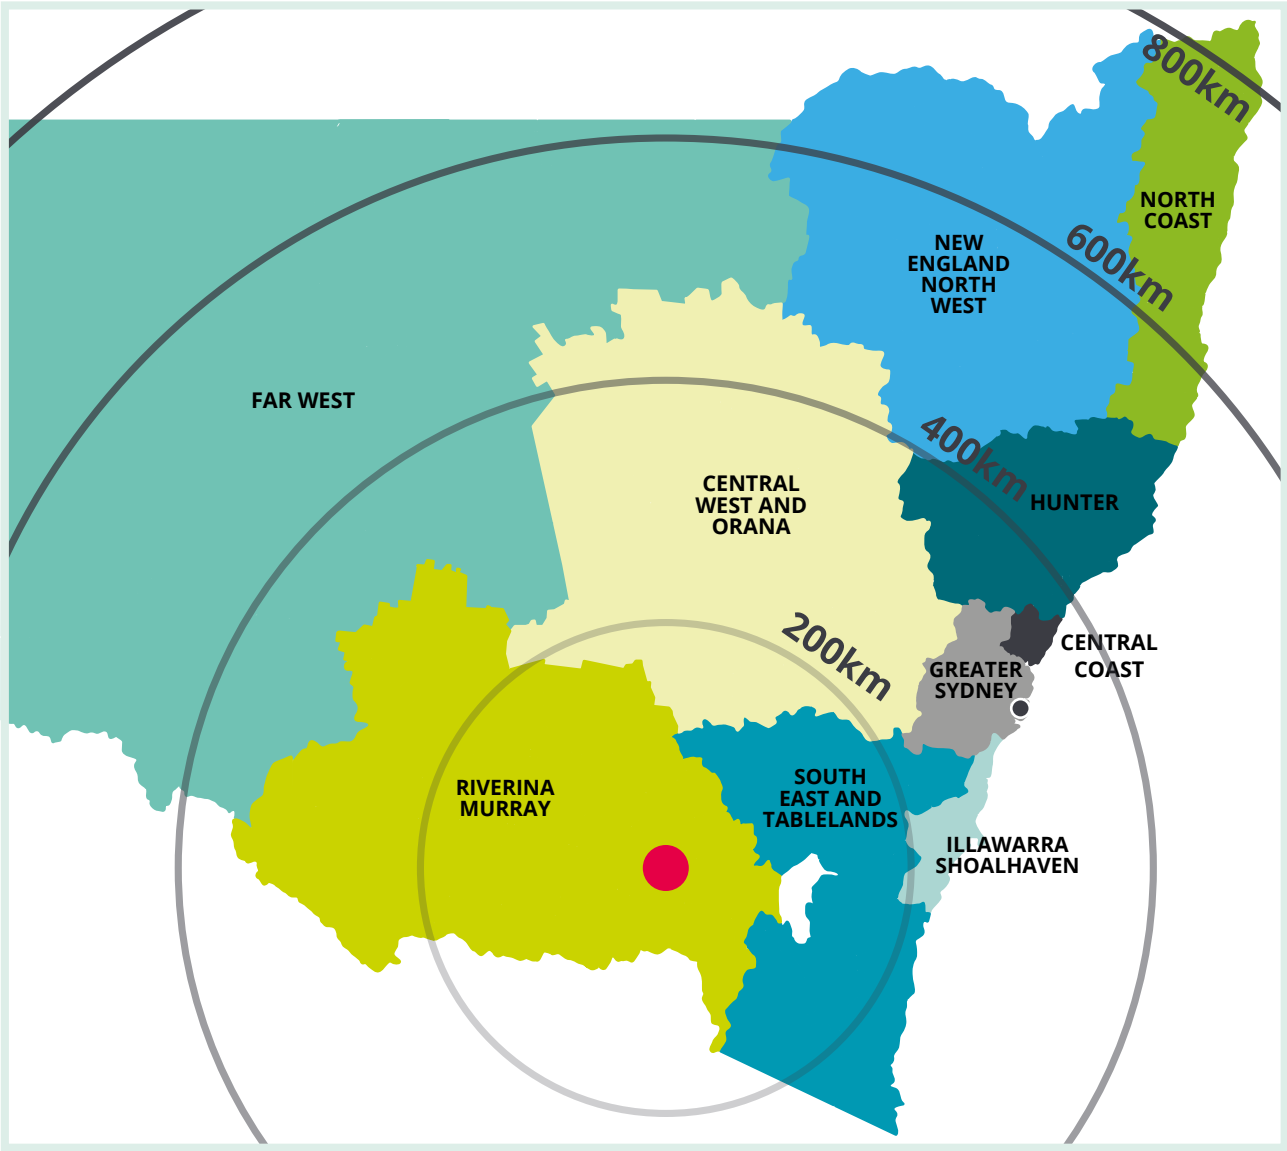 800km
NORTH
COAST
600km
NEW
ENGLAND
NORTH
WEST
FAR WEST
400km
CENTRAL
WEST AND
ORANA
HUNTER
200km
CENTRAL
COAST
GREATER
SYDNEY
RIVERINA
MURRAY
SOUTH
EAST AND
TABLELANDS
ILLAWARRA
SHOALHAVEN